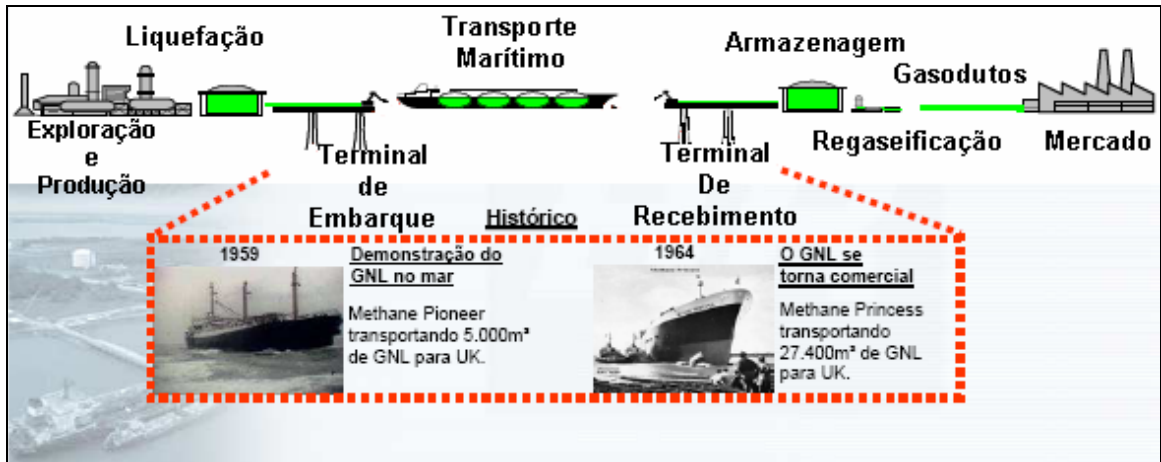 Liquefação
Transporte
Marítimo
Armazenagem
Gasodutos
Exploração
e
Produção
Terminal
de
Embarque
Terminal
De
Recebimento
Regaseificação
Mercado
Histórico
1959
Demonstração do
GNL no mar
Methane Pioneer
transportando 5.000m³
de GNL para UK.
1964
O GNL se
torna comercial
Methane Princess
transportando
27.400m³ de GNL
para UK.